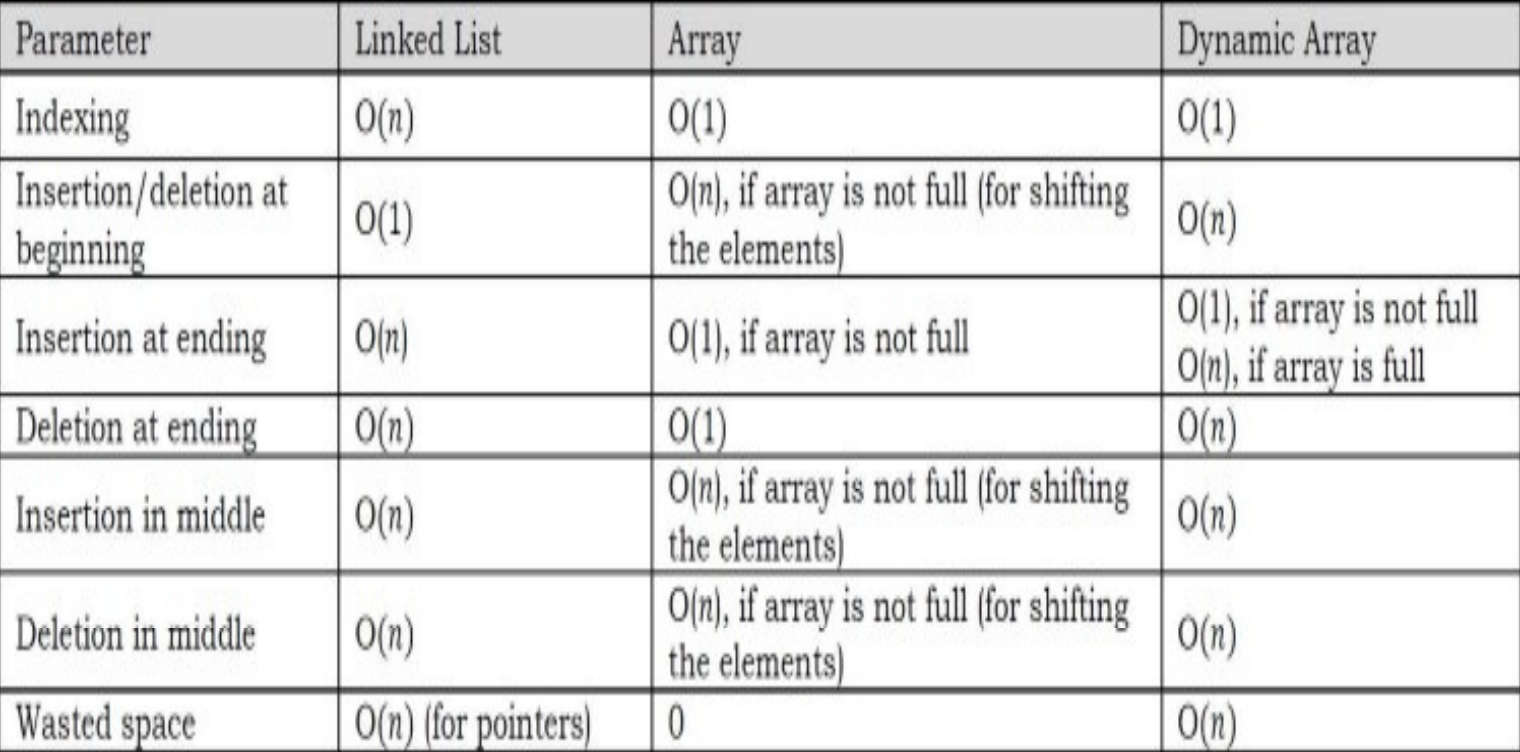 Parameter Linked List Array Dynamic Array
Indexing O(n) O(1) O(1)
Insertion/deletion at
beginning
O(1)
O(n), if array is not full (for shifting
the elements)
O(n)
Insertion at ending O(n) O(1), if array is not full
O(1), if array is not full
O(n), if array is full
Deletion at ending O(n) O(1) O(n)
Insertion in middle O(n)
O(n), if array is not full (for shifting
the elements)
O(n)
Deletion in middle O(n)
O(n), if array is not full (for shifting
the elements)
O(n)
Wasted space O(n) (for pointers) 0 O(n)